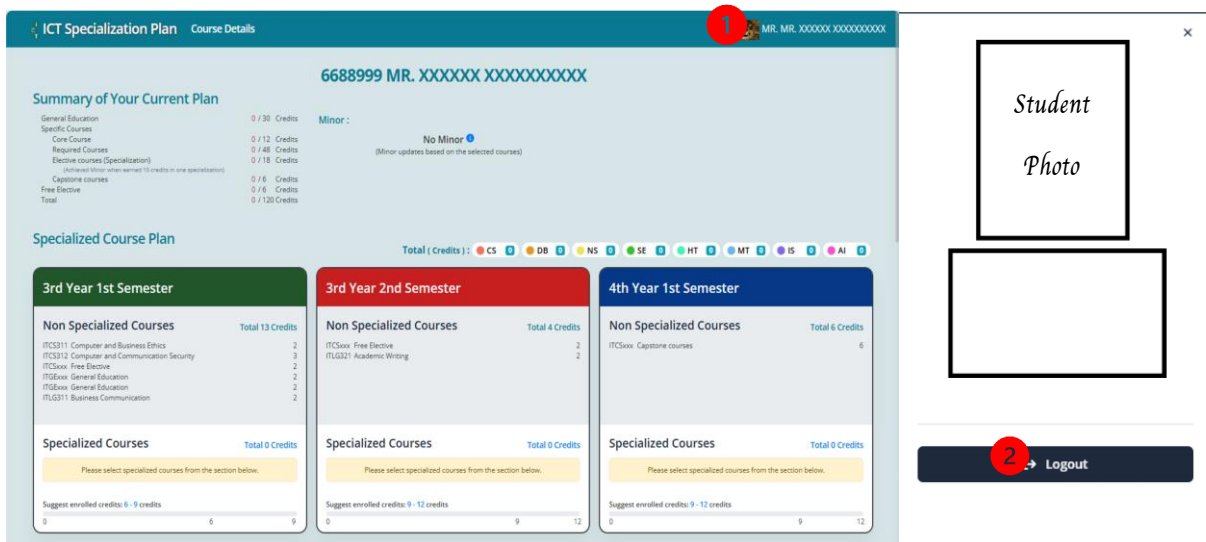 ICT Specialization Plan Course Details
1 MR. MR. XXXXXX XXXXXXXXXX
6688999 MR. XXXXXX XXXXXXXXXX
Summary of Your Current Plan
General Education 0 / 30 Credits
Specific Courses
Core Course 0 / 12 Credits
Required Courses 0 / 48 Credits
Elective courses (Specialization) 0 / 18 Credits
(Achieved Minor when earned 15 credits in one specialization)
Capstone courses 0 / 6 Credits
Free Elective 0 / 6 Credits
Total 0 / 120 Credits
Minor :
No Minor
(Minor updates based on the selected courses)
Specialized Course Plan
Total ( Credits ) : CS 0 DB 0 NS 0 SE 0 HT 0 MT 0 IS 0 AI 0
3rd Year 1st Semester
Non Specialized Courses Total 13 Credits
ITCS311 Computer and Business Ethics 2
ITCS312 Computer and Communication Security 3
ITCSxxx Free Elective 2
ITGExxx General Education 2
ITGExxx General Education 2
ITLG311 Business Communication 2
Specialized Courses Total 0 Credits
Please select specialized courses from the section below.
Suggest enrolled credits: 6 - 9 credits
0 6 9
3rd Year 2nd Semester
Non Specialized Courses Total 4 Credits
ITCSxxx Free Elective 2
ITLG321 Academic Writing 2
Specialized Courses Total 0 Credits
Please select specialized courses from the section below.
Suggest enrolled credits: 9 - 12 credits
0 9 12
4th Year 1st Semester
Non Specialized Courses Total 6 Credits
ITCSxxx Capstone courses 6
Specialized Courses Total 0 Credits
Please select specialized courses from the section below.
Suggest enrolled credits: 9 - 12 credits
0 9 12
×
Student
Photo
2 Logout